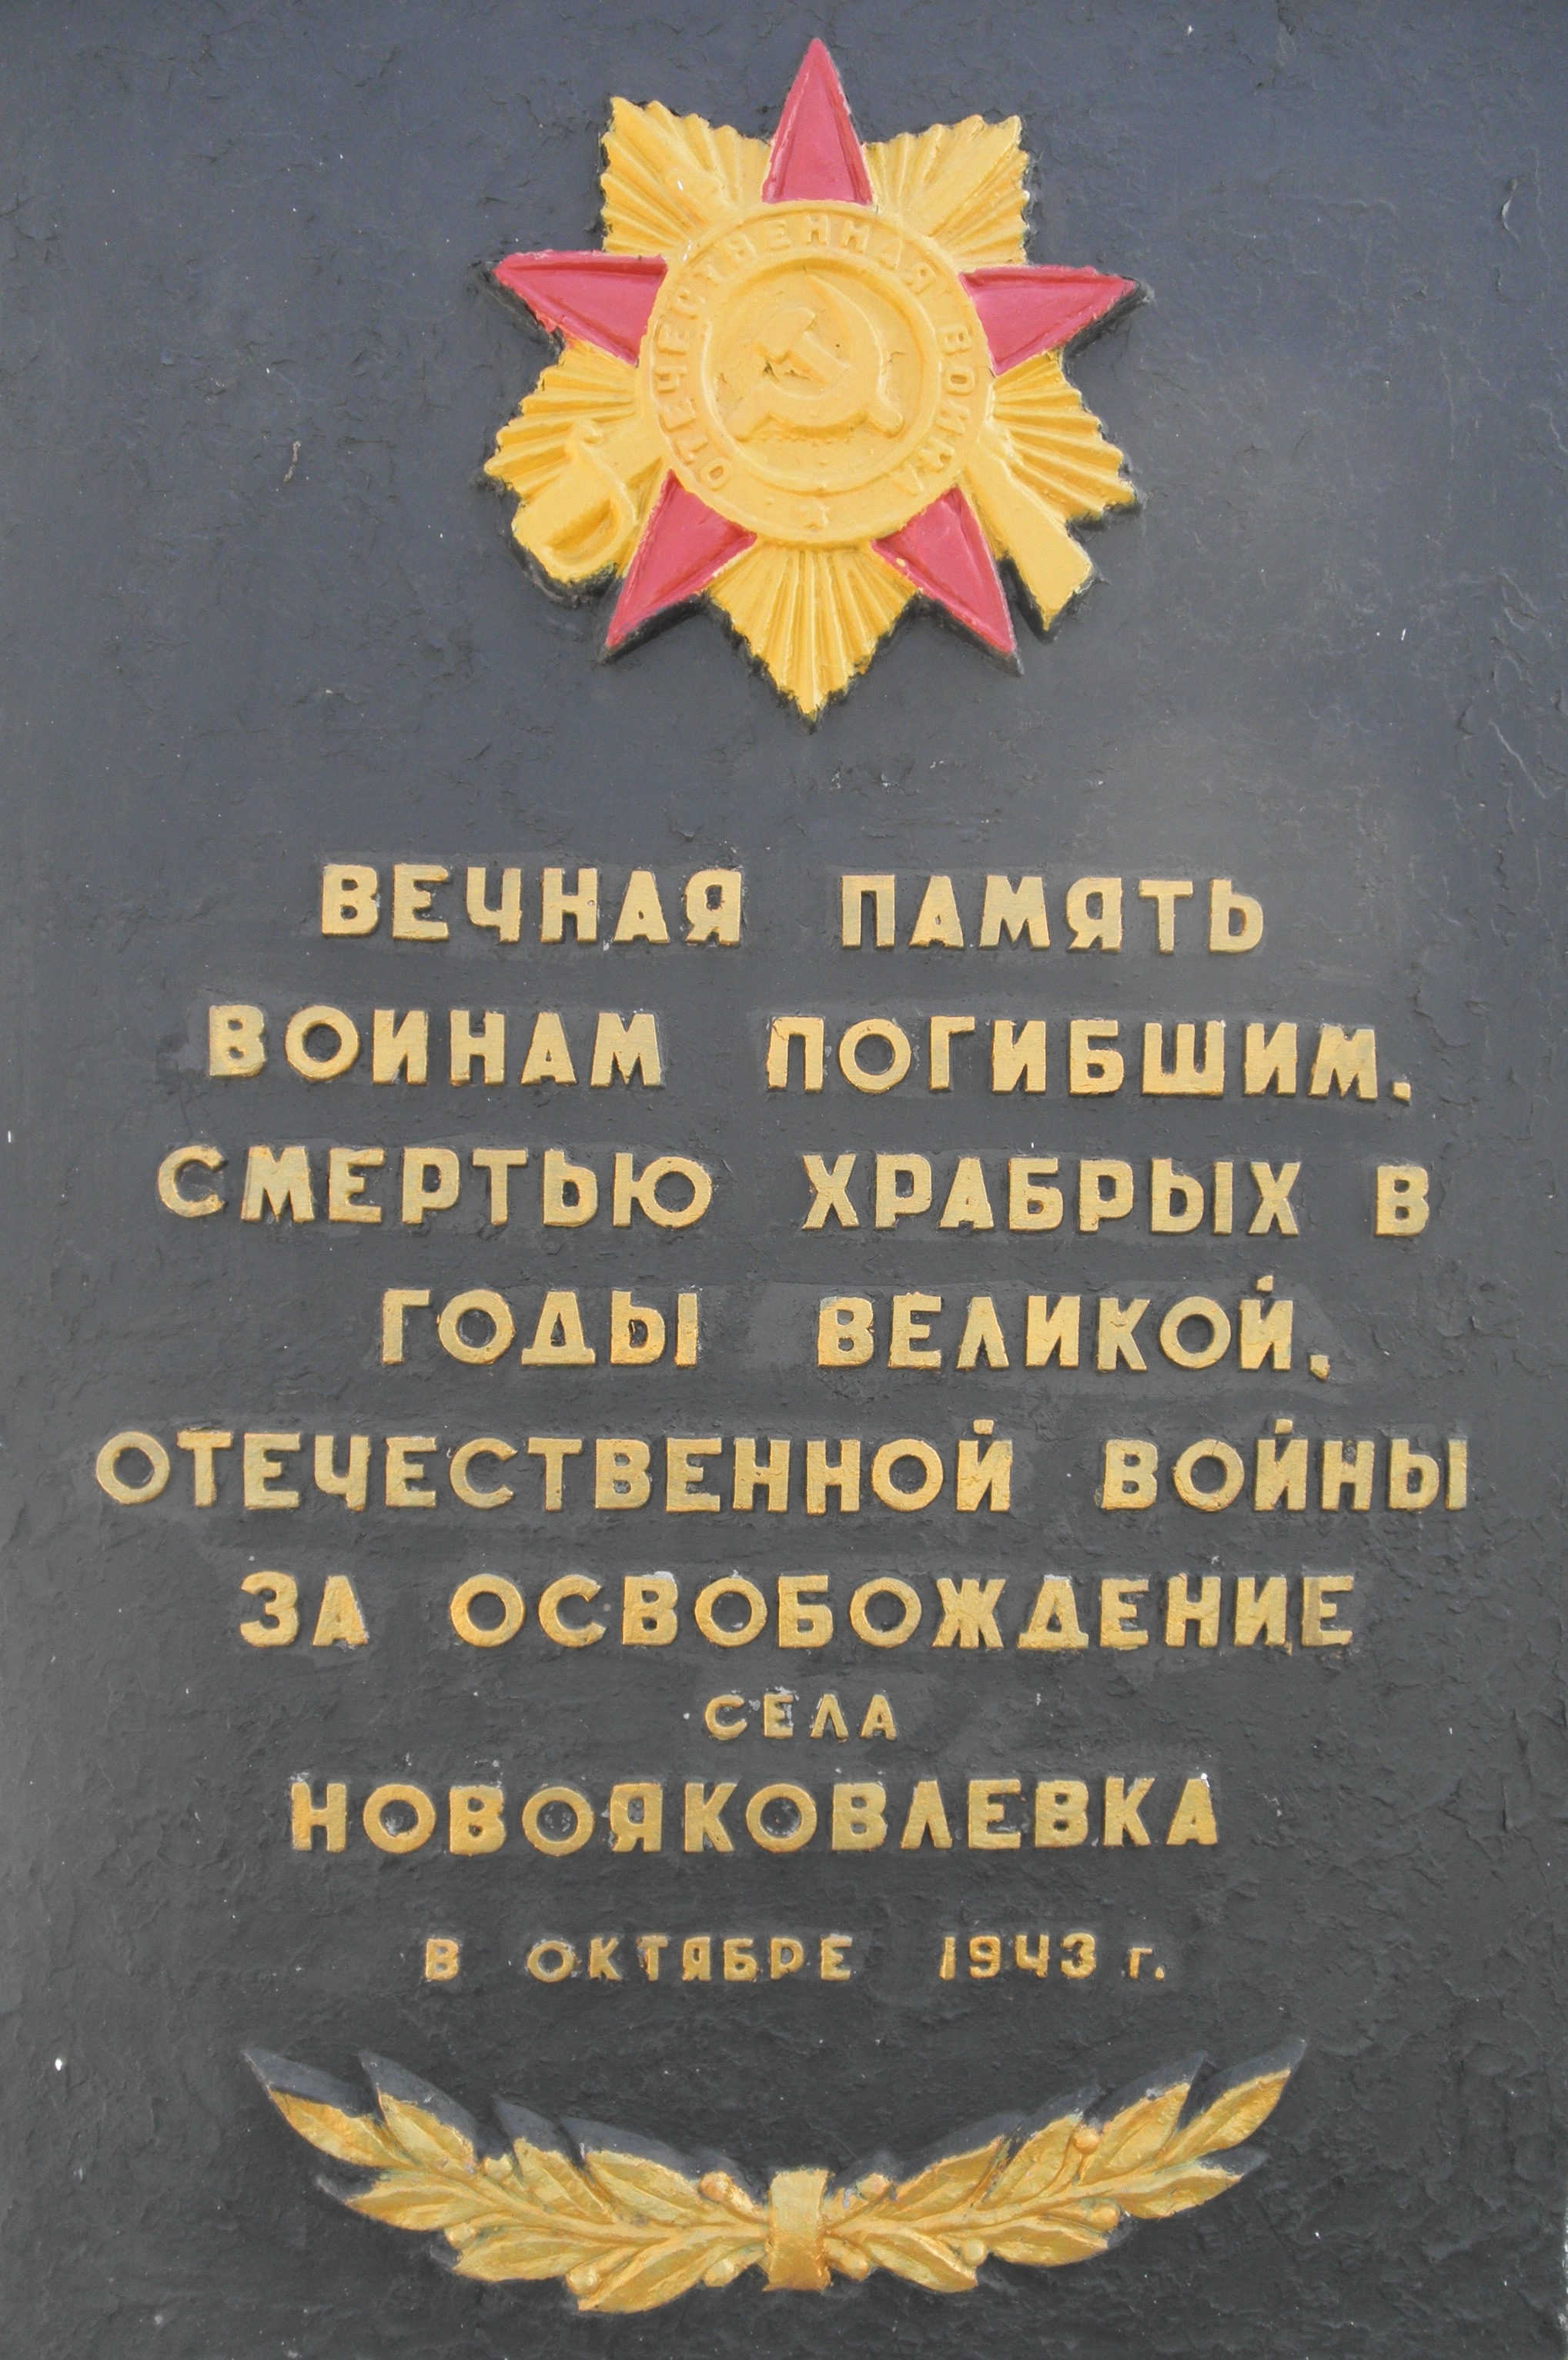 ОТЕЧЕСТВЕННАЯ ВОЙНА
ВЕЧНАЯ ПАМЯТЬ
ВОИНАМ ПОГИБШИМ.
СМЕРТЬЮ ХРАБРЫХ В
ГОДЫ ВЕЛИКОЙ.
ОТЕЧЕСТВЕННОЙ ВОЙНЫ
ЗА ОСВОБОЖДЕНИЕ
СЕЛА
НОВОЯКОВЛЕВКА
В ОКТЯБРЕ 1943 г.